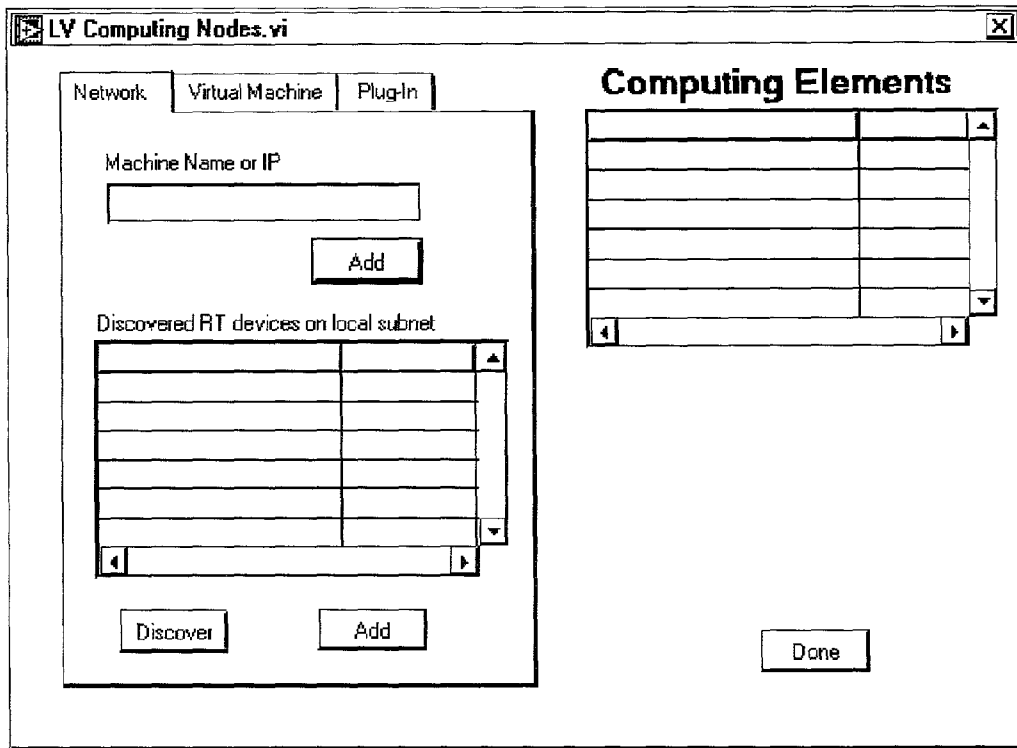 LV Computing Nodes.vi
Network Virtual Machine Plug-In
Machine Name or IP
Add
Discovered RT devices on local subnet
Discover Add
Computing Elements
Done